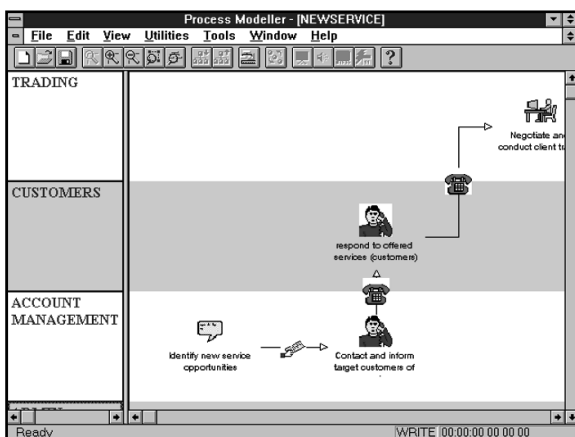 Process Modeller - [NEWSERVICE]
File Edit View Utilities Tools Window Help
TRADING
Negotiate and
conduct client
CUSTOMERS
respond to offered
services (customers)
ACCOUNT
MANAGEMENT
Identify new service
opportunities
Contact and inform
target customers of
Ready
WRITE 00:00:00 00 00 00